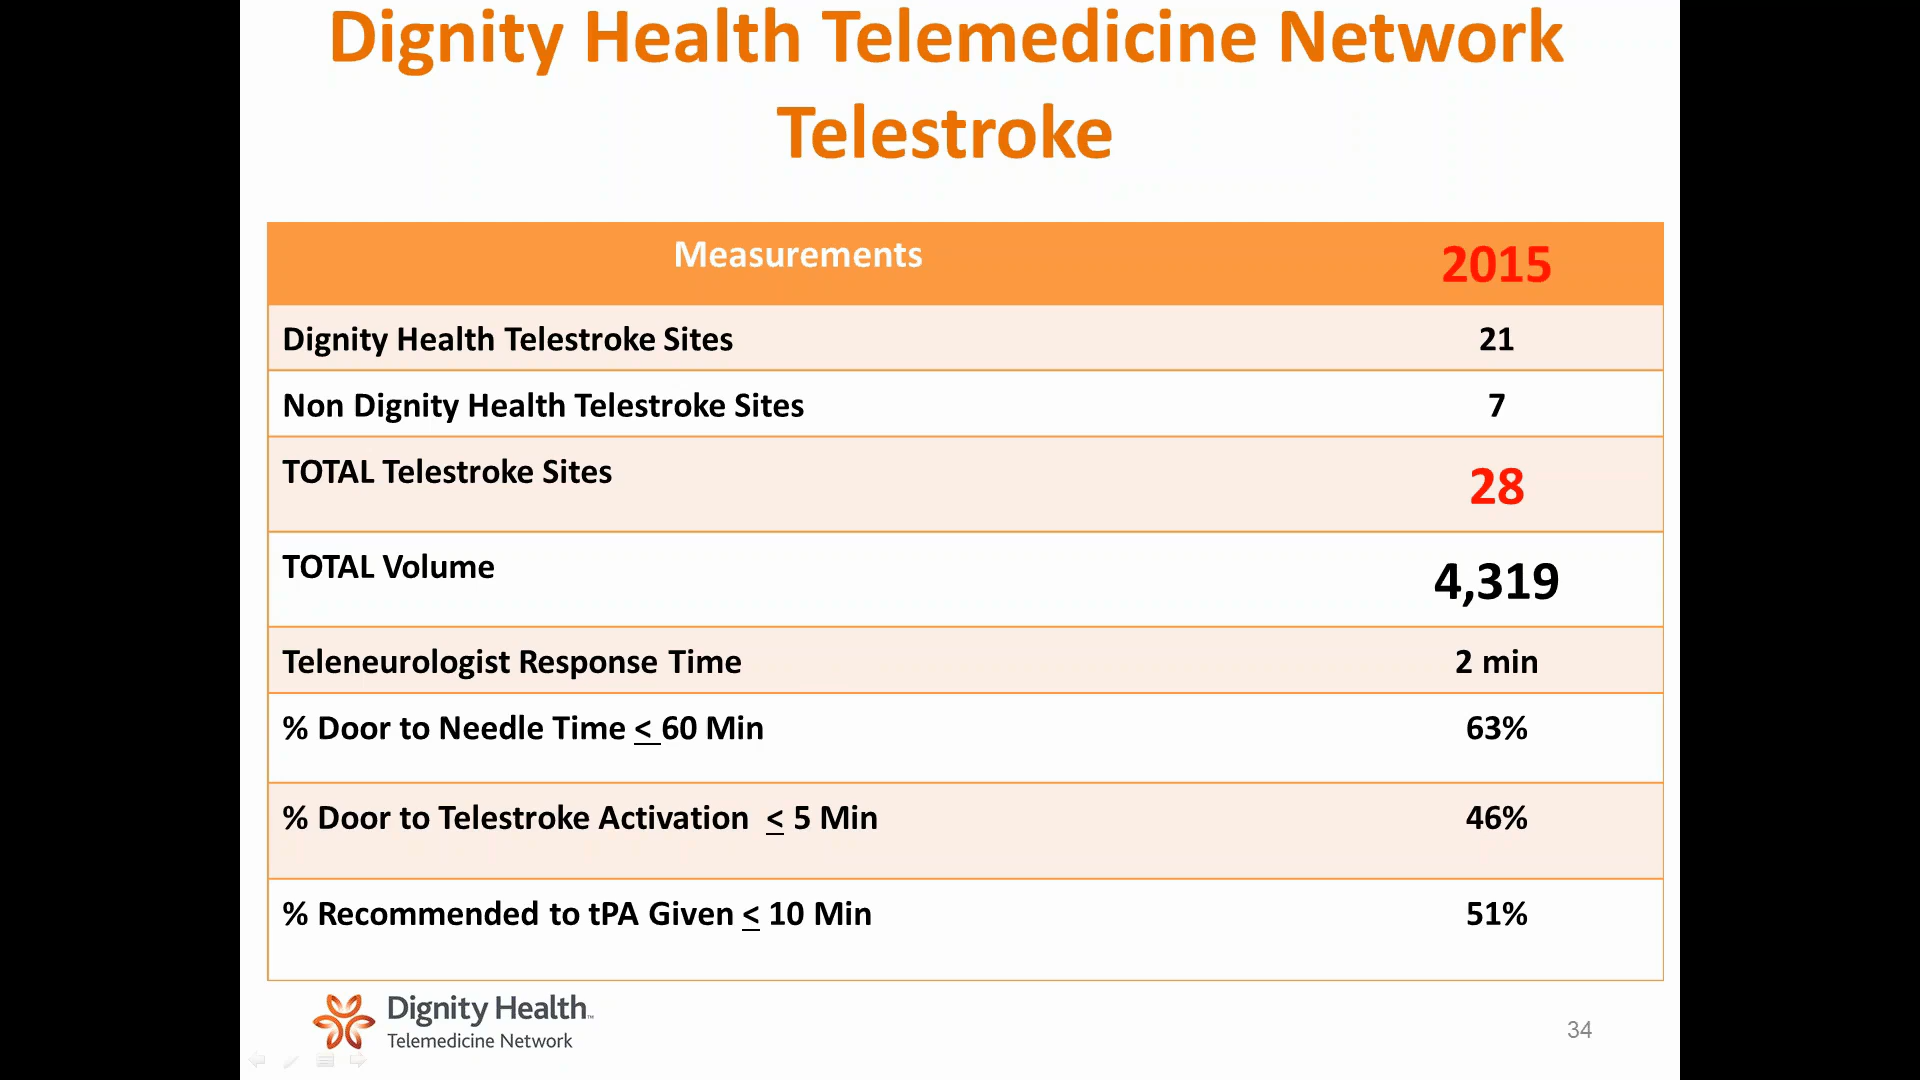 Dignity Health Telemedicine Network
Telestroke
Measurements 2015
Dignity Health Telestroke Sites 21
Non Dignity Health Telestroke Sites 7
TOTAL Telestroke Sites 28
TOTAL Volume 4,319
Teleneurologist Response Time 2 min
% Door to Needle Time < 60 Min 63%
% Door to Telestroke Activation < 5 Min 46%
% Recommended to tPA Given < 10 Min 51%
Dignity Health™
Telemedicine Network
34